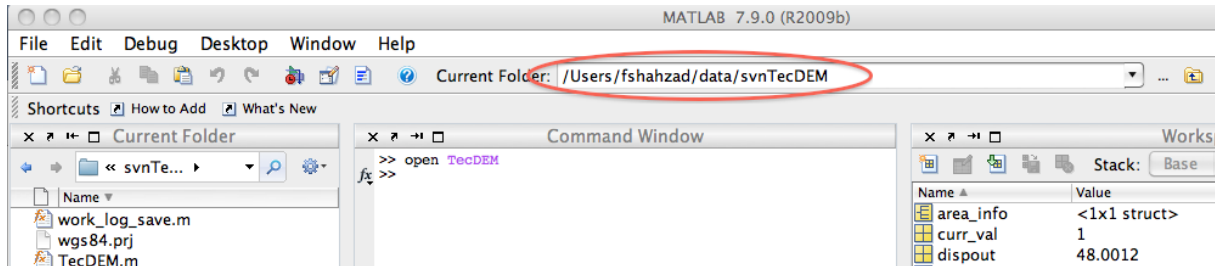 MATLAB 7.9.0 (R2009b)
File Edit Debug Desktop Window Help
Current Folder: /Users/fshahzad/data/svnTecDEM ...
Shortcuts How to Add What's New
Current Folder
« svnTe...
Name
work_log_save.m
wgs84.prj
TecDEM.m
Command Window
>> open TecDEM
fx >>
Works
Stack: Base
Name Value
area_info <1x1 struct>
curr_val 1
dispout 48.0012